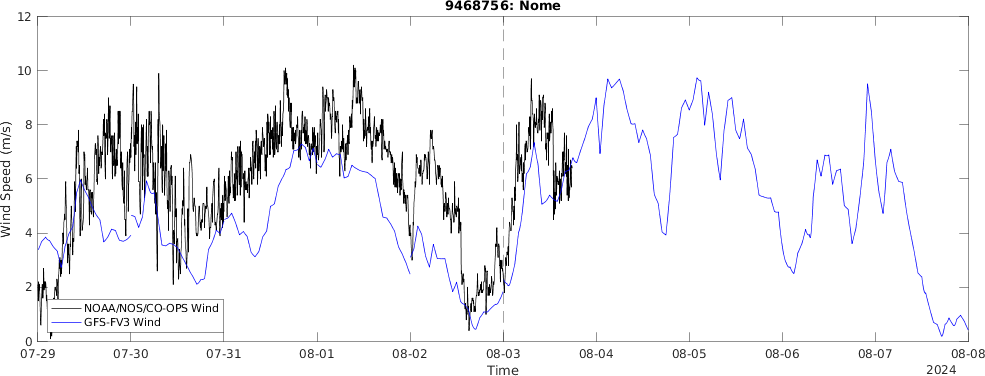 9468756: Nome
12
10
8
6
4
2
0
Wind Speed (m/s)
NOAA/NOS/CO-OPS Wind
GFS-FV3 Wind
07-29 07-30 07-31 08-01 08-02 08-03 08-04 08-05 08-06 08-07 08-08
Time
2024